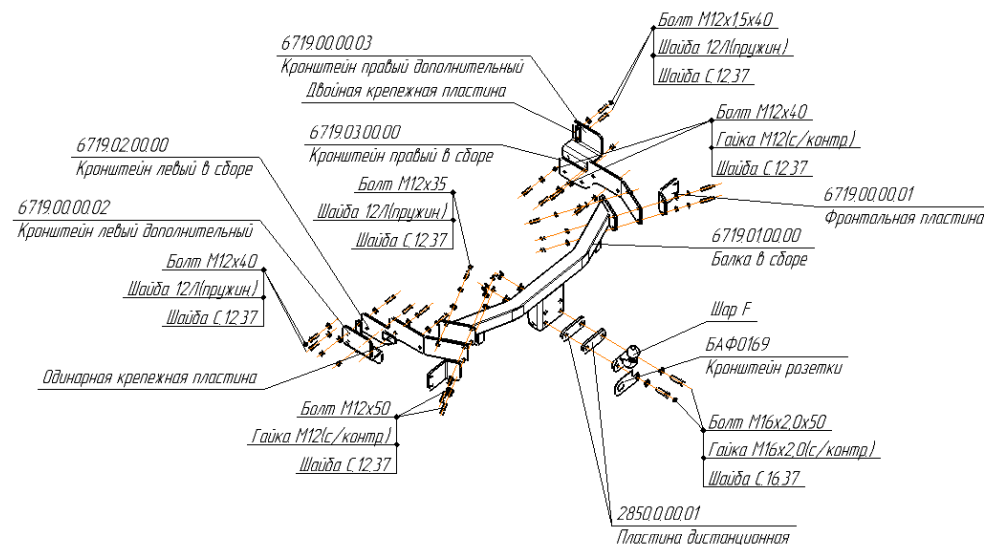 Болт М12х1,5х40
Шайба 12Л(пружин.)
Шайба С.12.37
6719.00.00.03
Кронштейн правый дополнительный
Двойная крепежная пластина
Болт М12х40
Гайка М12(с/контр.)
Шайба С.12.37
6719.03.00.00
Кронштейн правый в сборе
6719.02.00.00
Кронштейн левый в сборе
Болт М12х35
Шайба 12Л(пружин.)
Шайба С.12.37
6719.00.00.01
Фронтальная пластина
6719.00.00.02
Кронштейн левый дополнительный
6719.01.00.00
Балка в сборе
Болт М12х40
Шайба 12Л(пружин.)
Шайба С.12.37
Шар F
БАФ0169
Кронштейн розетки
Одинарная крепежная пластина
Болт М12х50
Гайка М12(с/контр.)
Шайба С.12.37
Болт М16х2,0х50
Гайка М16х2,0(с/контр.)
Шайба С.16.37
2850.0.00.01
Пластина дистанционная